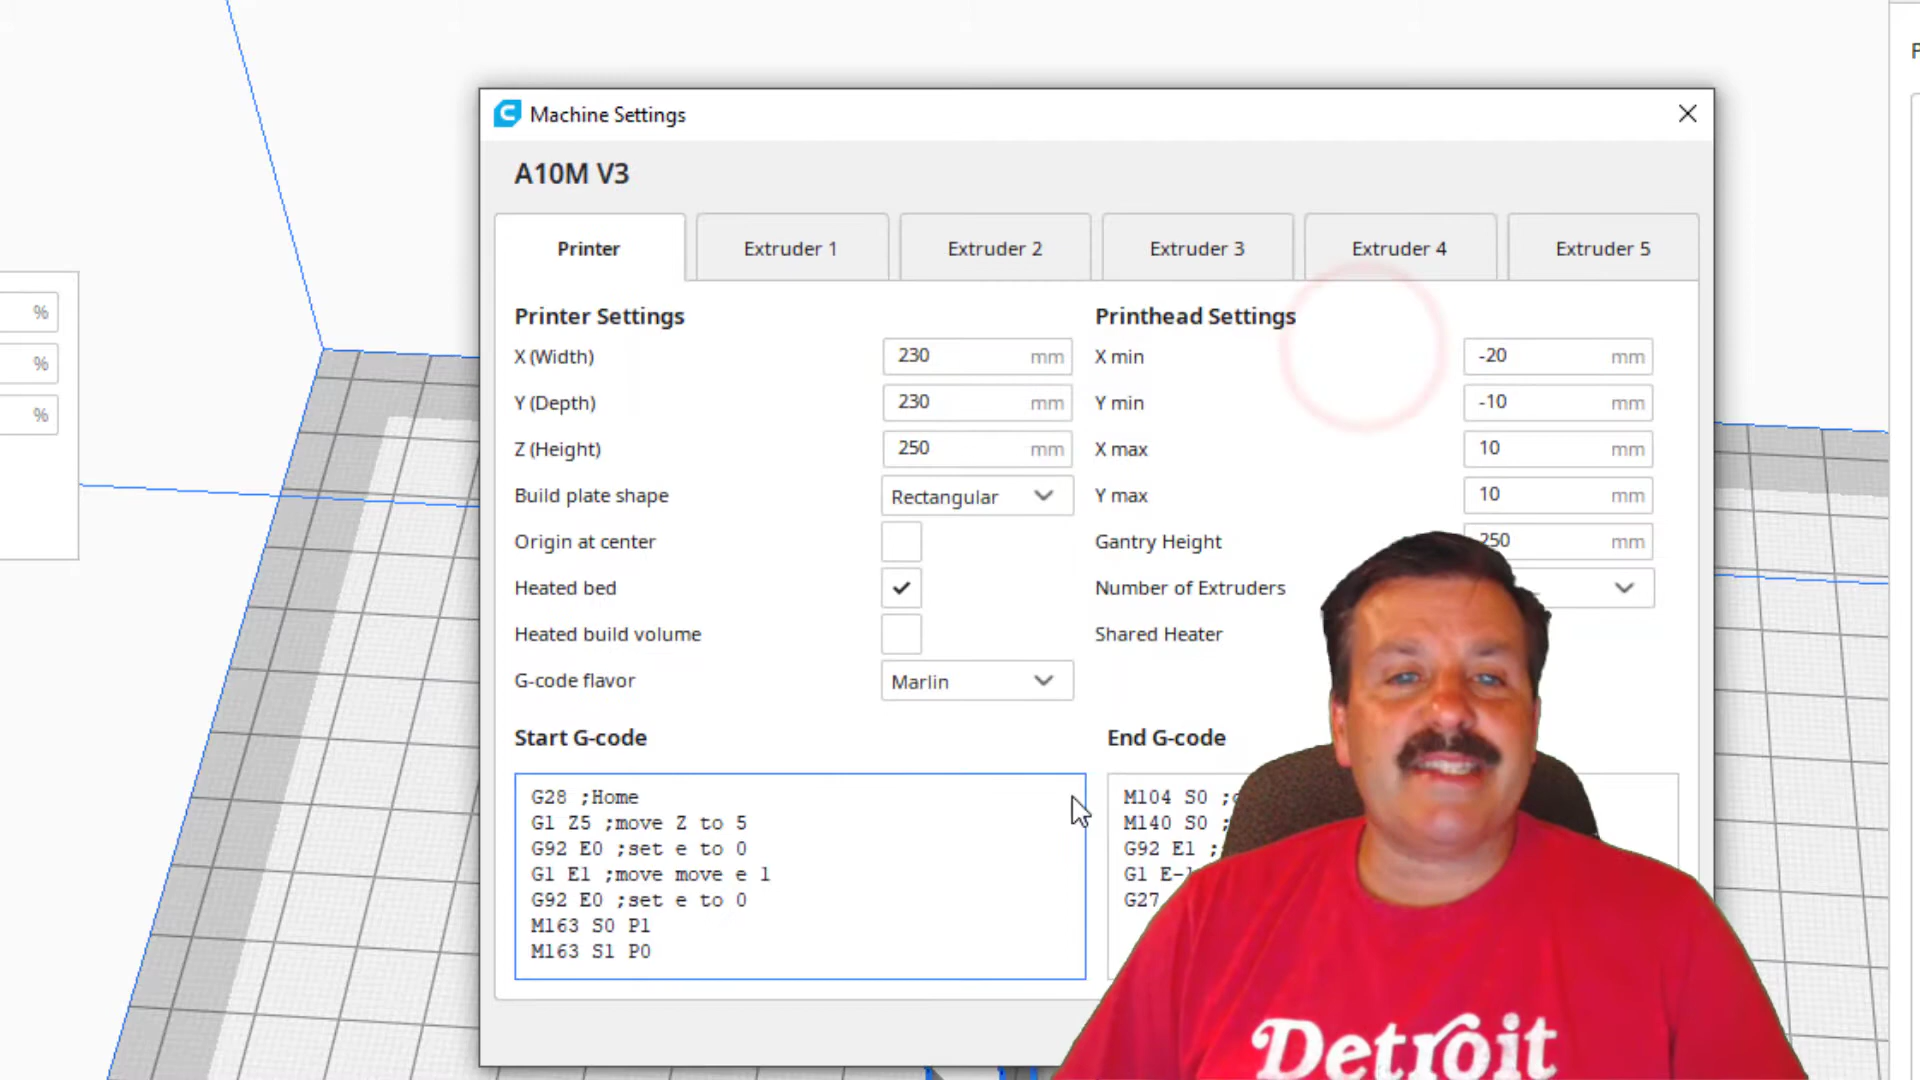 P
Machine Settings
A10M V3
Printer
Extruder 1
Extruder 2
Extruder 3
Extruder 4
Extruder 5
%
%
%
Printer Settings
X (Width)
230 mm
Y (Depth)
230 mm
Z (Height)
250 mm
Build plate shape
Rectangular
Origin at center
Heated bed
Heated build volume
G-code flavor
Marlin
Printhead Settings
X min
-20 mm
Y min
-10 mm
X max
10 mm
Y max
10 mm
Gantry Height
250 mm
Number of Extruders
Shared Heater
Start G-code
G28 ;Home
G1 Z5 ;move Z to 5
G92 E0 ;set e to 0
G1 E1 ;move move e 1
G92 E0 ;set e to 0
M163 S0 P1
M163 S1 P0
End G-code
M104 S0
M140 S0 ;
G92 E1 ;
G1
G27
Detroit